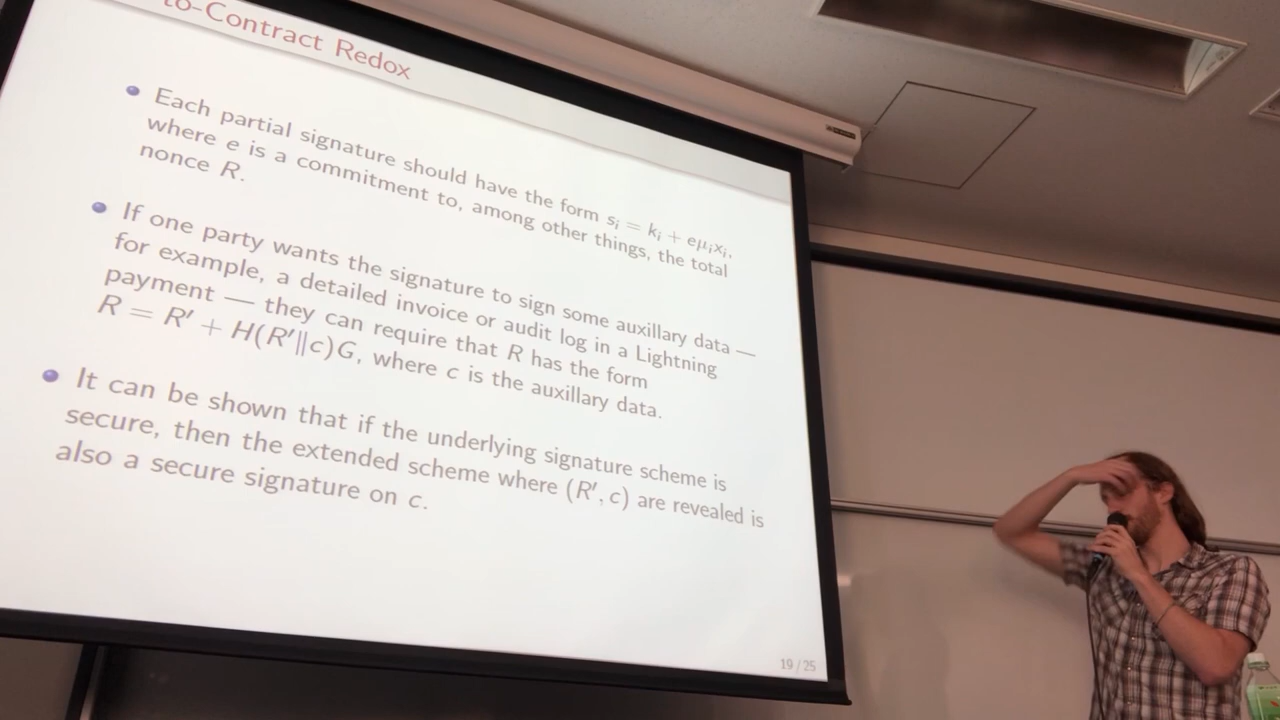 to-Contract Redox
Each partial signature should have the form sᵢ = kᵢ + eμᵢxᵢ,
where e is a commitment to, among other things, the total
nonce R.
If one party wants the signature to sign some auxillary data —
for example, a detailed invoice or audit log in a Lightning
payment — they can require that R has the form
R = R′ + H(R′‖c)G, where c is the auxillary data.
It can be shown that if the underlying signature scheme is
secure, then the extended scheme where (R′, c) are revealed is
also a secure signature on c.
19 / 25